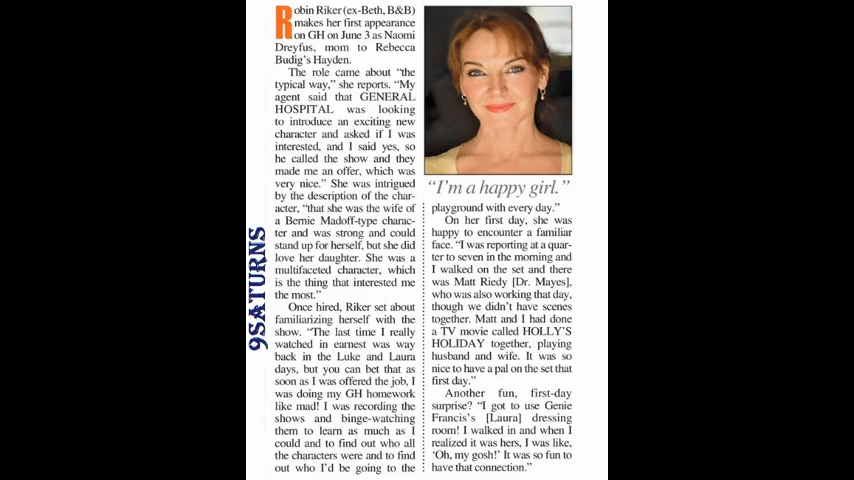 Robin Riker (ex-Beth, B&B)
makes her first appearance
on GH on June 3 as Naomi
Dreyfus, mom to Rebecca
Budig's Hayden.
The role came about "the
typical way," she reports. "My
agent said that GENERAL
HOSPITAL was looking
to introduce an exciting new
character and asked if I was
interested, and I said yes, so
he called the show and they
made me an offer, which was
very nice." She was intrigued
by the description of the char-
acter, "that she was the wife of
a Bernie Madoff-type charac-
ter and was strong and could
stand up for herself, but she did
love her daughter. She was a
multifaceted character, which
is the thing that interested me
the most."
Once hired, Riker set about
familiarizing herself with the
show. "The last time I really
watched in earnest was way
back in the Luke and Laura
days, but you can bet that as
soon as I was offered the job, I
was doing my GH homework
like mad! I was recording the
shows and binge-watching
them to learn as much as I
could and to find out who all
the characters were and to find
out who I'd be going to the
"I'm a happy girl."
playground with every day."
On her first day, she was
happy to encounter a familiar
face. "I was reporting at a quar-
ter to seven in the morning and
I walked on the set and there
was Matt Riedy [Dr. Mayes],
who was also working that day,
though we didn't have scenes
together. Matt and I had done
a TV movie called HOLLY'S
HOLIDAY together, playing
husband and wife. It was so
nice to have a pal on the set that
first day."
Another fun, first-day
surprise? "I got to use Genie
Francis's [Laura] dressing
room! I walked in and when I
realized it was hers, I was like,
'Oh, my gosh!' It was so fun to
have that connection."
9SATURNS